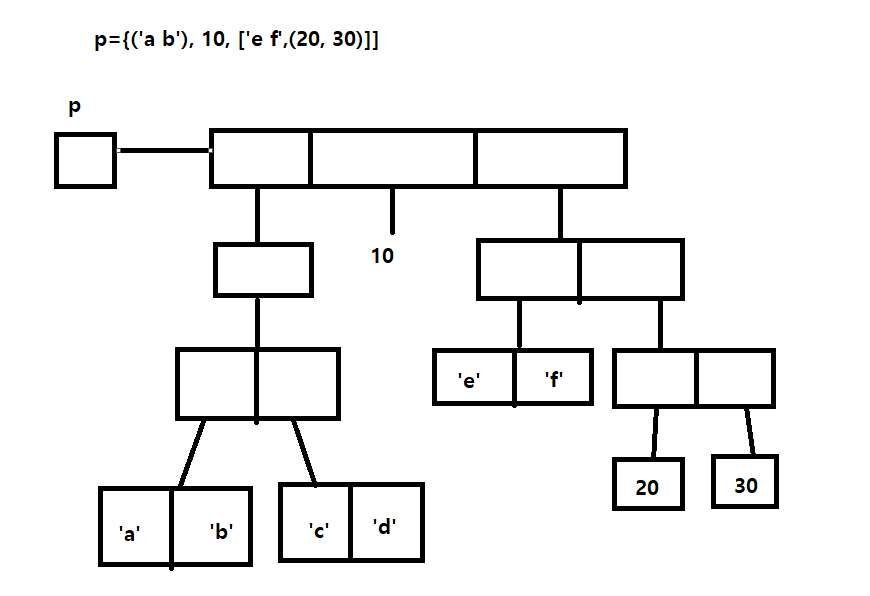 p={('a b'), 10, ['e f',(20, 30)]]
p
10
'e' 'f'
'a' 'b' 'c' 'd'
20 30